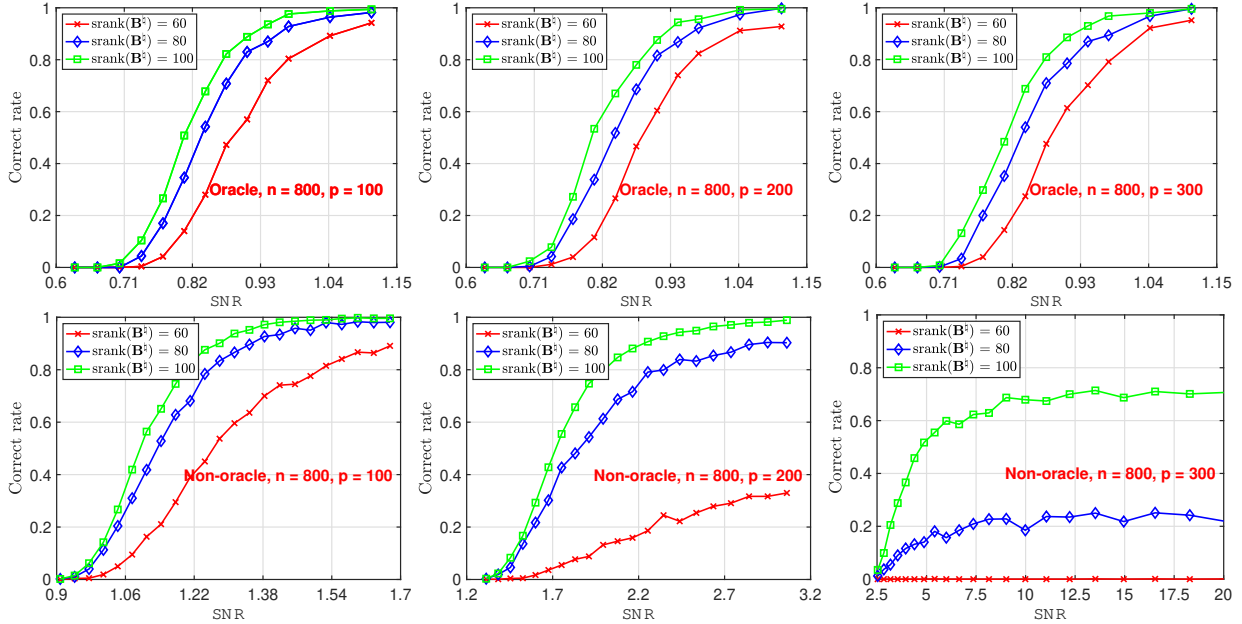 1
0.8
0.6
0.4
0.2
0
Correct rate
srank(B♮) = 60
srank(B♮) = 80
srank(B♮) = 100
Oracle, n = 800, p = 100
0.6 0.71 0.82 0.93 1.04 1.15
SNR
1
0.8
0.6
0.4
0.2
0
Correct rate
srank(B♮) = 60
srank(B♮) = 80
srank(B♮) = 100
Oracle, n = 800, p = 200
0.6 0.71 0.82 0.93 1.04 1.15
SNR
1
0.8
0.6
0.4
0.2
0
Correct rate
srank(B♮) = 60
srank(B♮) = 80
srank(B♮) = 100
Oracle, n = 800, p = 300
0.6 0.71 0.82 0.93 1.04 1.15
SNR
1
0.8
0.6
0.4
0.2
0
Correct rate
srank(B♮) = 60
srank(B♮) = 80
srank(B♮) = 100
Non-oracle, n = 800, p = 100
0.9 1.06 1.22 1.38 1.54 1.7
SNR
1
0.8
0.6
0.4
0.2
0
Correct rate
srank(B♮) = 60
srank(B♮) = 80
srank(B♮) = 100
Non-oracle, n = 800, p = 200
1.2 1.7 2.2 2.7 3.2
SNR
1
0.8
0.6
0.4
0.2
0
Correct rate
srank(B♮) = 60
srank(B♮) = 80
srank(B♮) = 100
Non-oracle, n = 800, p = 300
2.5 5 7.5 10 12.5 15 17.5 20
SNR